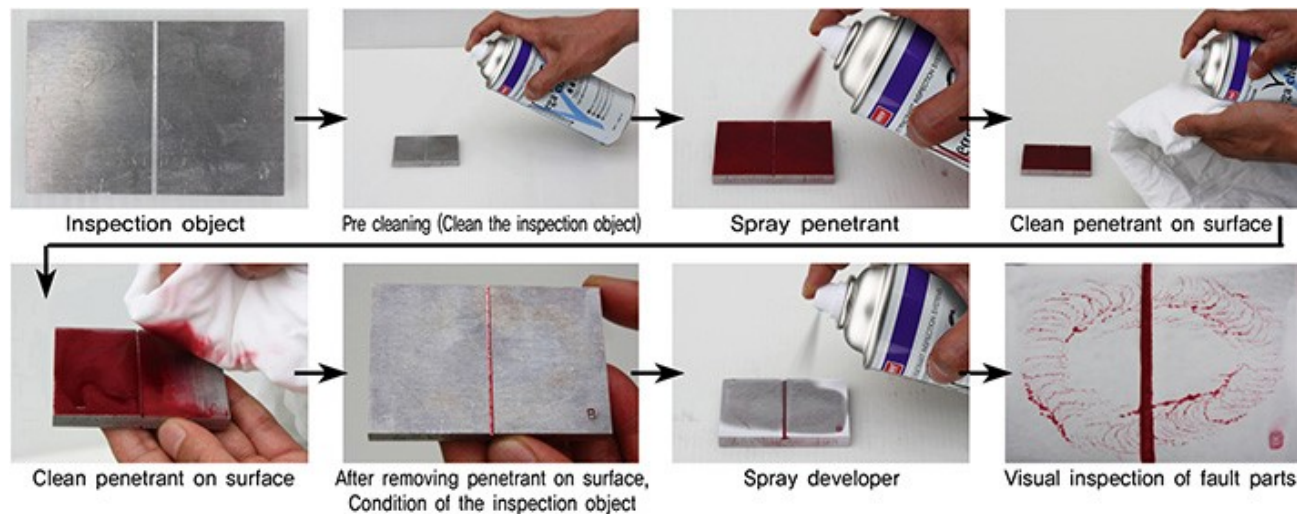 Inspection object
Pre cleaning (Clean the inspection object)
Spray penetrant
Clean penetrant on surface
Clean penetrant on surface
After removing penetrant on surface,
Condition of the inspection object
Spray developer
Visual inspection of fault parts
B